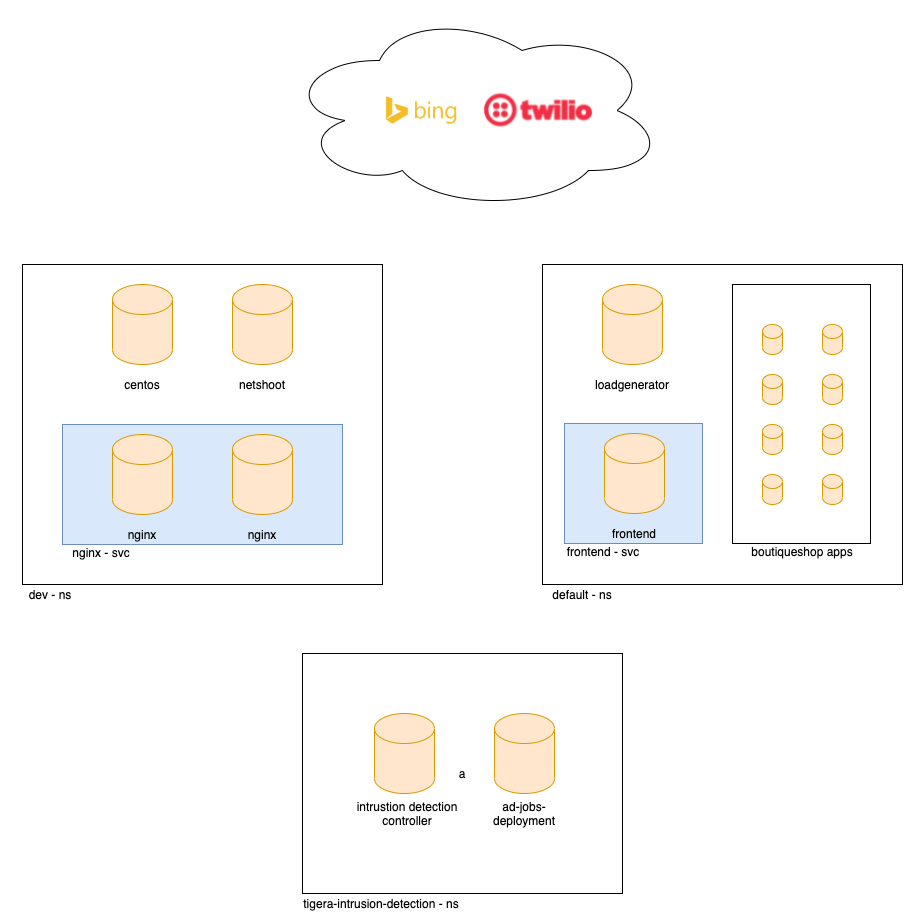 bing
twilio
centos
netshoot
nginx
nginx
nginx - svc
dev - ns
loadgenerator
frontend
frontend - svc
boutiqueshop apps
default - ns
intrustion detection
controller
a
ad-jobs-
deployment
tigera-intrusion-detection - ns